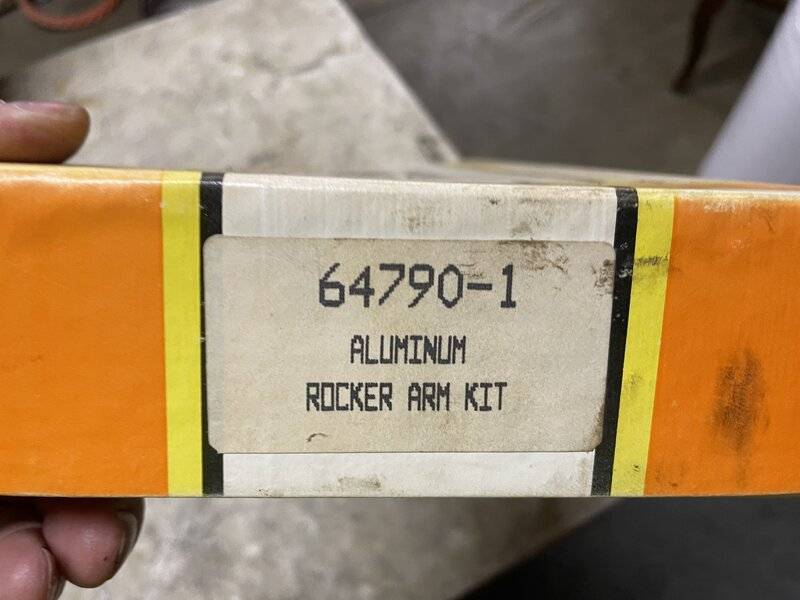 64790-1
ALUMINUM
ROCKER ARM KIT